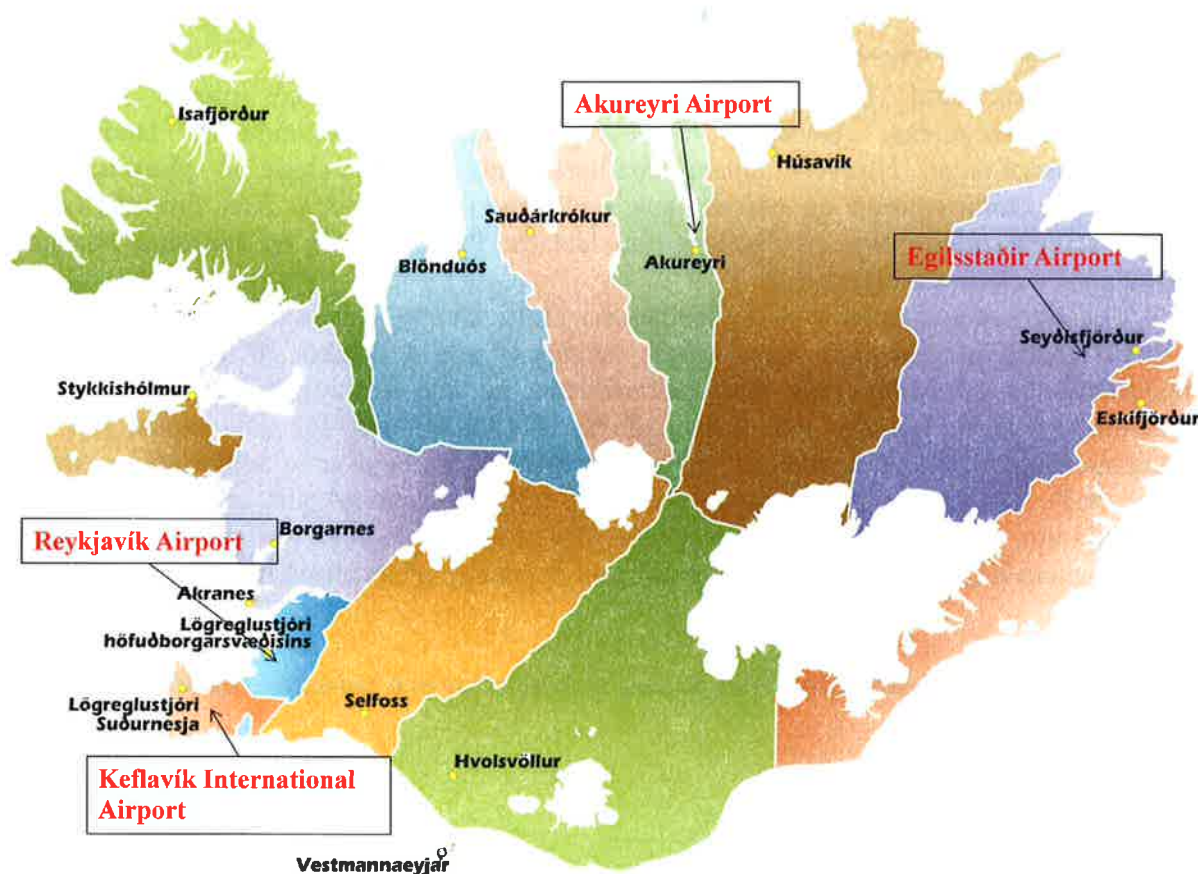 Isafjörður
Akureyri Airport
Húsavík
Sauðárkrókur
Blönduós
Akureyri
Egilsstaðir Airport
Seyðisfjörður
Stykkishólmur
Eskifjörður
Borgarnes
Reykjavík Airport
Akranes
Lögreglustjóri
höfuðborgarsvæðisins
Lögreglustjóri
Suðurnesja
Selfoss
Keflavík International
Airport
Hvolsvöllur
Vestmannaeyjar